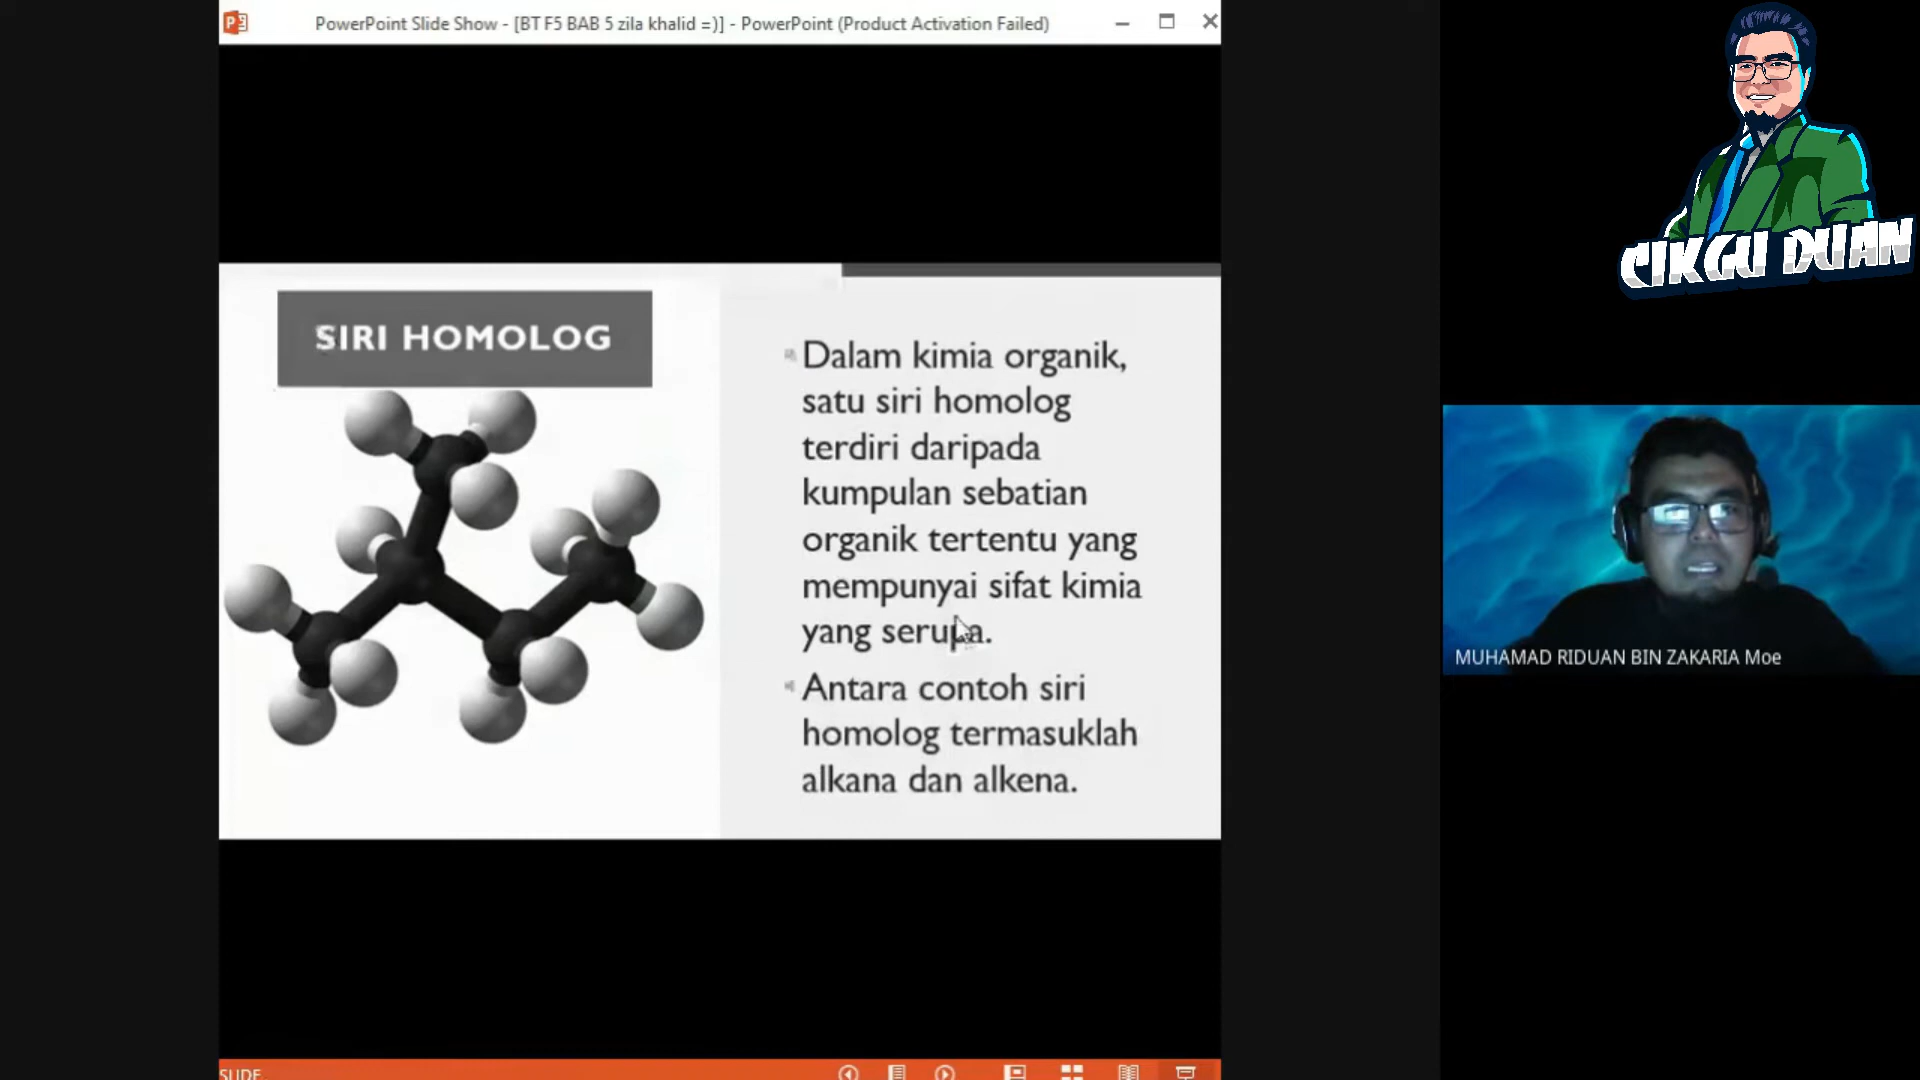 PowerPoint Slide Show - [BT F5 BAB 5 zila khalid =)] - PowerPoint (Product Activation Failed)
SIRI HOMOLOG
Dalam kimia organik,
satu siri homolog
terdiri daripada
kumpulan sebatian
organik tertentu yang
mempunyai sifat kimia
yang serupa.
Antara contoh siri
homolog termasuklah
alkana dan alkena.
CIKGU DUAN
MUHAMAD RIDUAN BIN ZAKARIA Moe
SLIDE